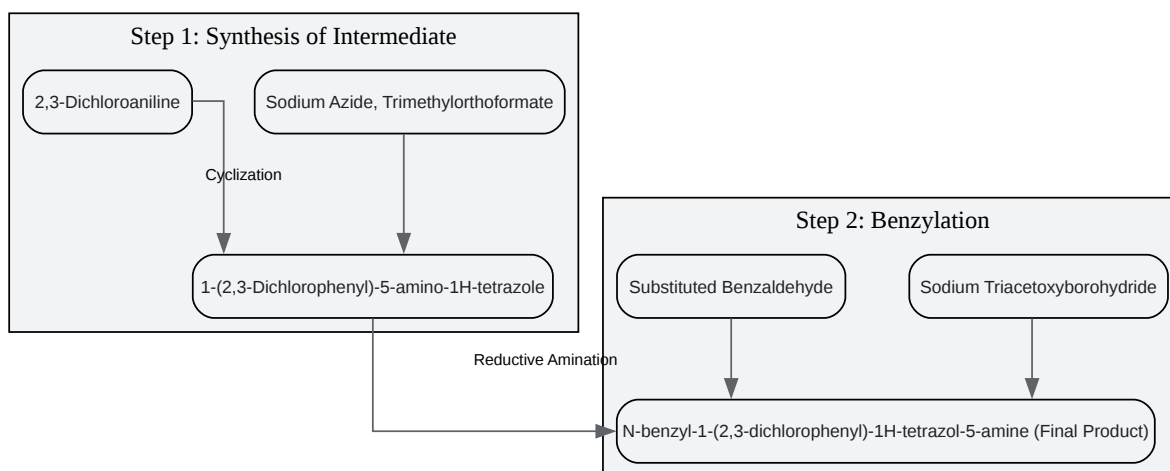 Step 1: Synthesis of Intermediate
2,3-Dichloroaniline
Sodium Azide, Trimethylorthoformate
Cyclization
1-(2,3-Dichlorophenyl)-5-amino-1H-tetrazole
Step 2: Benzylation
Substituted Benzaldehyde
Sodium Triacetoxyborohydride
Reductive Amination
N-benzyl-1-(2,3-dichlorophenyl)-1H-tetrazol-5-amine (Final Product)